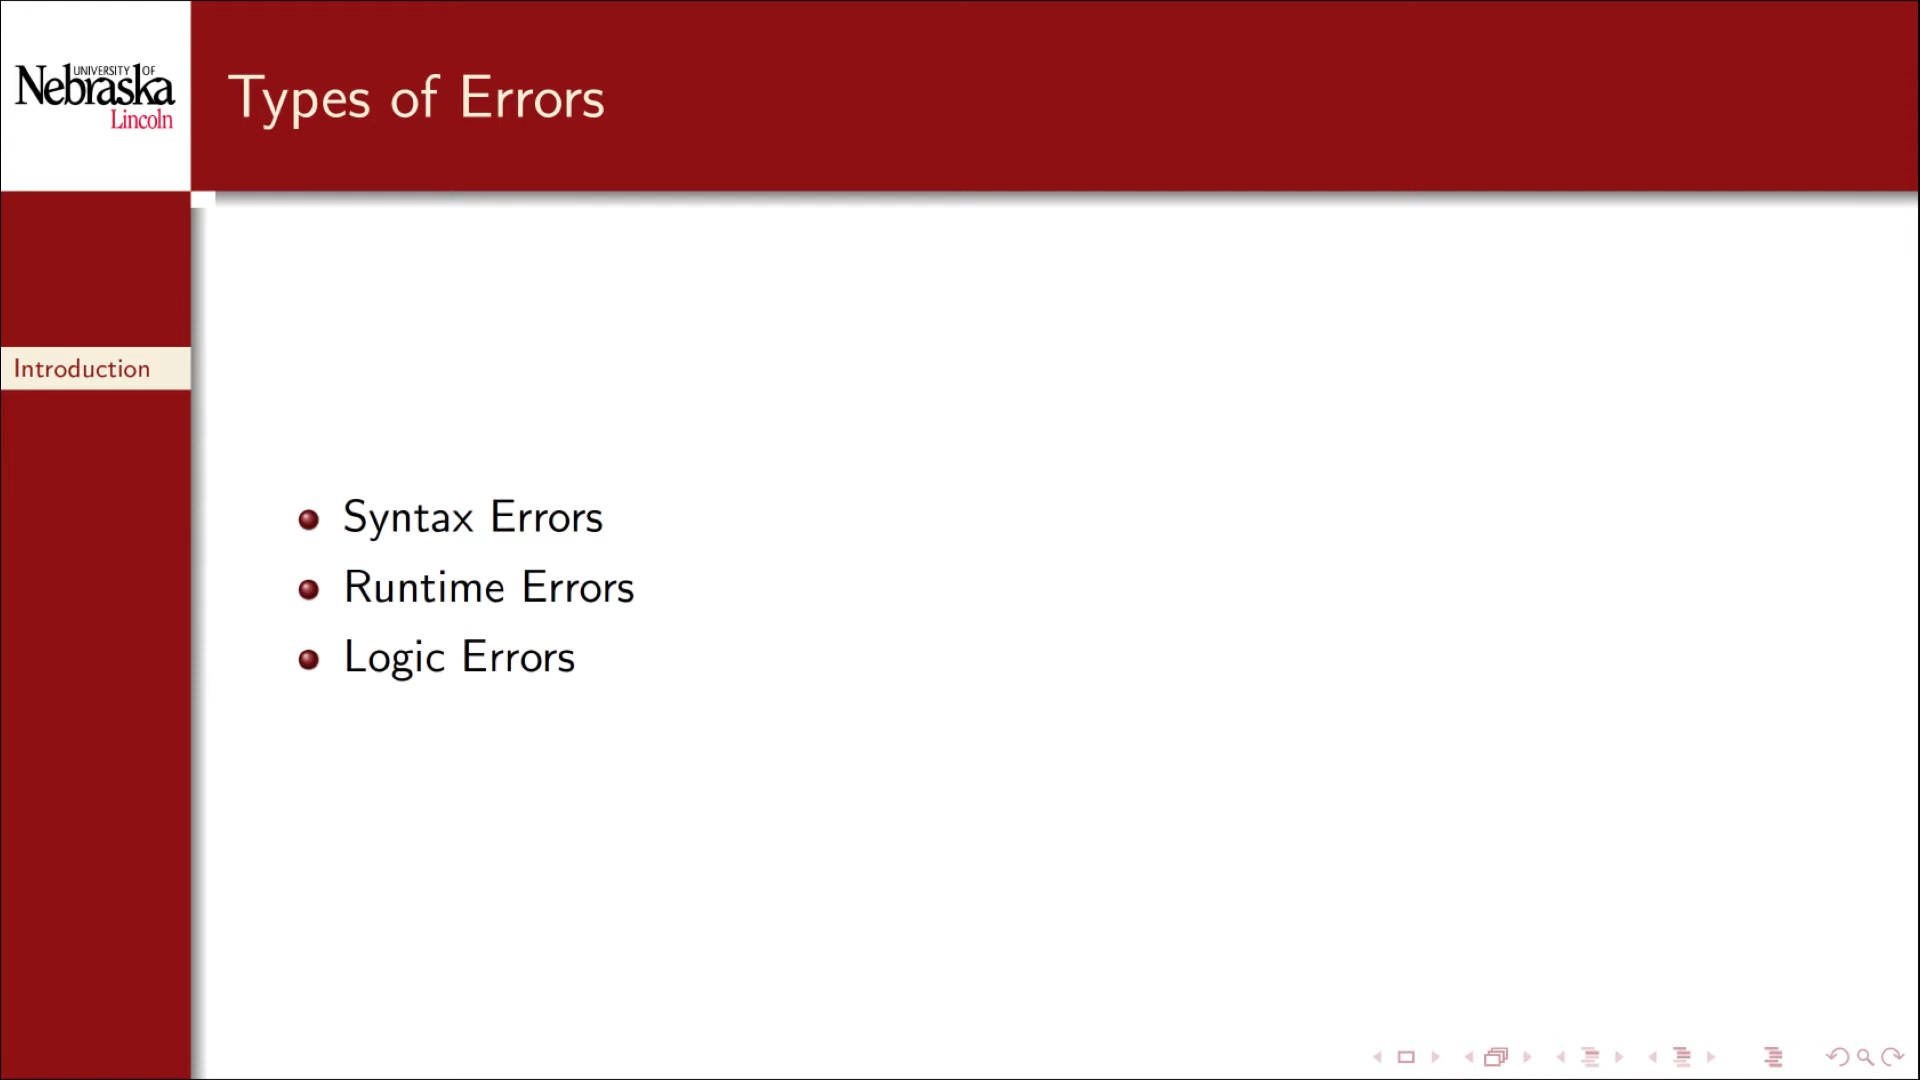 UNIVERSITY OF
Nebraska
Lincoln
Types of Errors
Introduction
Syntax Errors
Runtime Errors
Logic Errors